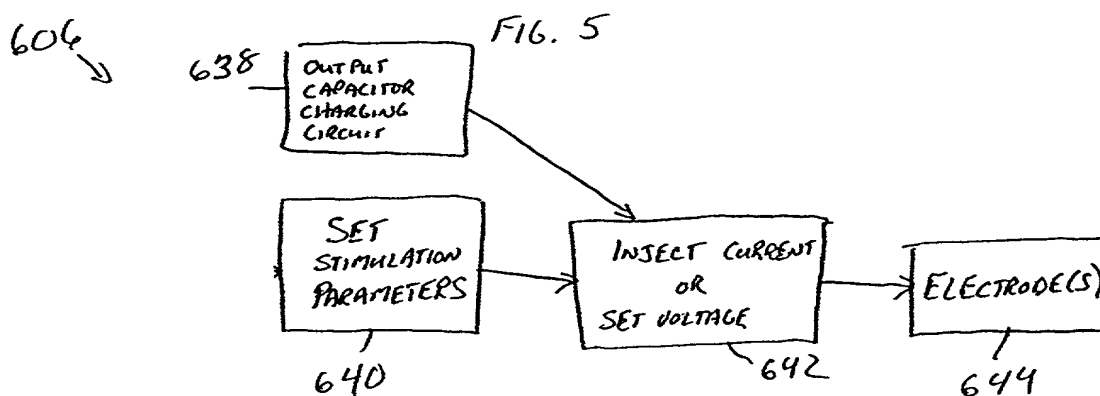 FIG. 5
606
638
OUTPUT
CAPACITOR
CHARGING
CIRCUIT
SET
STIMULATION
PARAMETERS
640
INJECT CURRENT
OR
SET VOLTAGE
642
ELECTRODE(S)
644